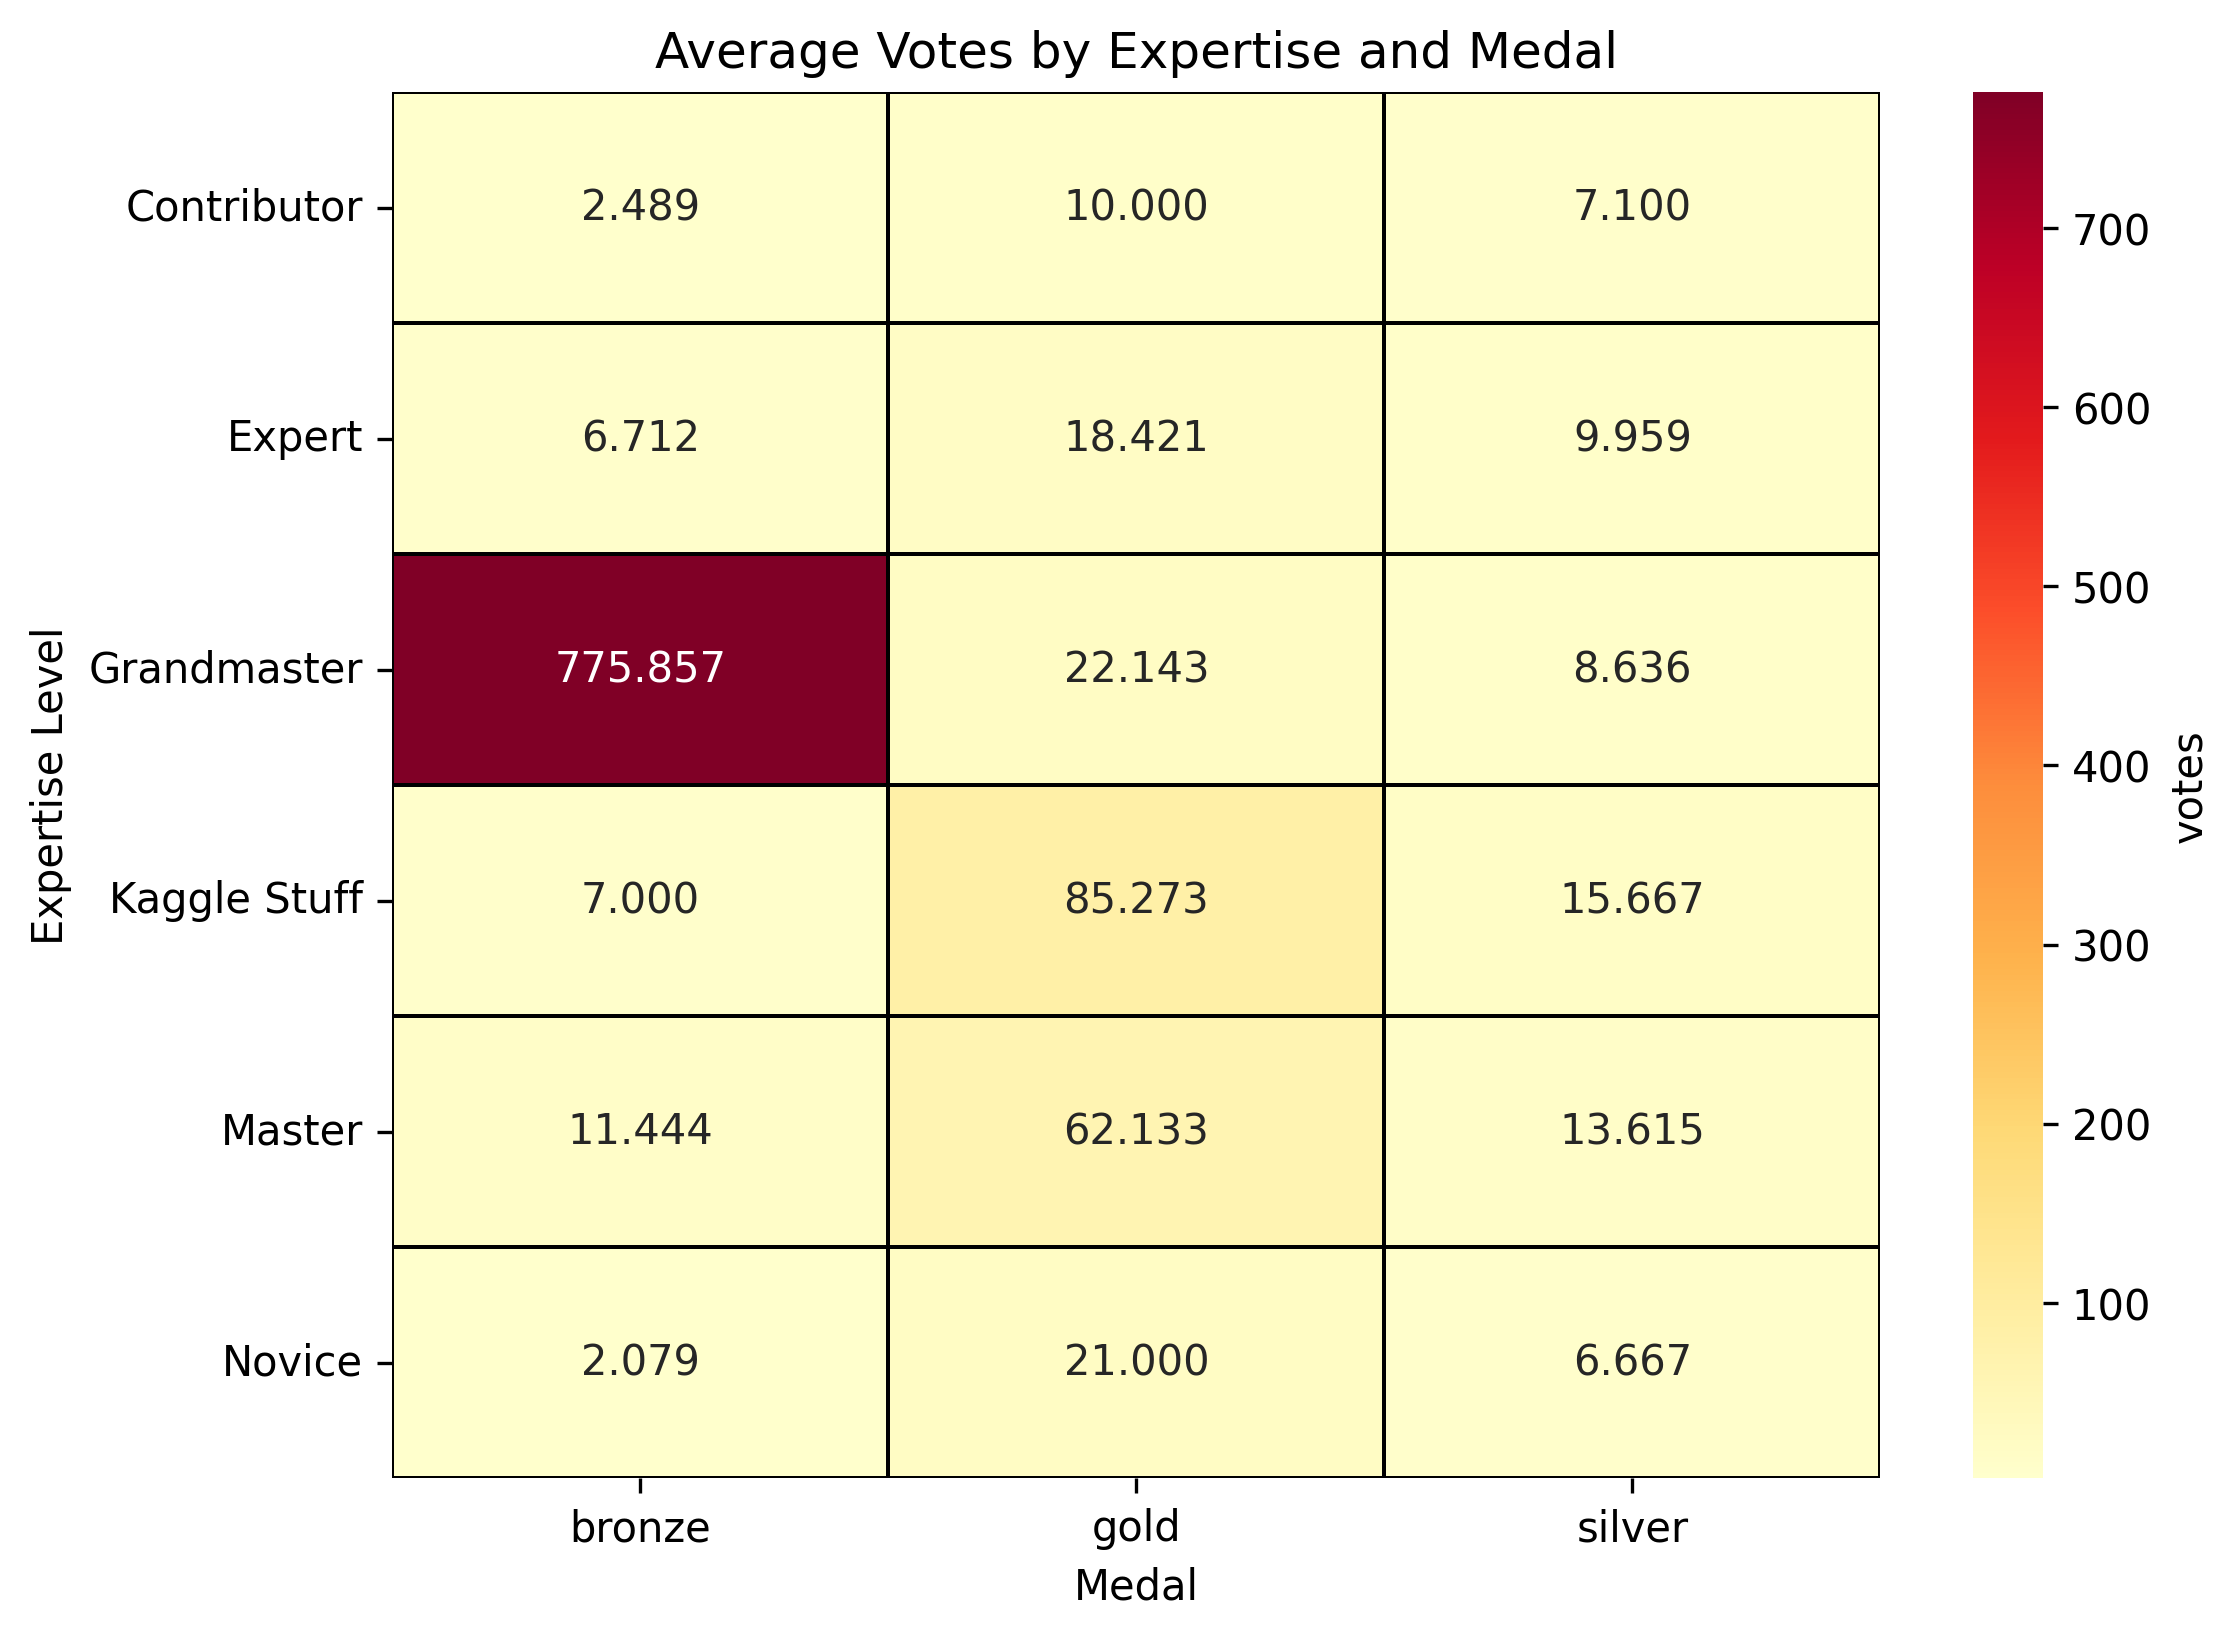 Average Votes by Expertise and Medal
Expertise Level
Contributor 2.489 10.000 7.100
Expert 6.712 18.421 9.959
Grandmaster 775.857 22.143 8.636
Kaggle Stuff 7.000 85.273 15.667
Master 11.444 62.133 13.615
Novice 2.079 21.000 6.667
bronze gold silver
Medal
700
600
500
400
300
200
100
votes